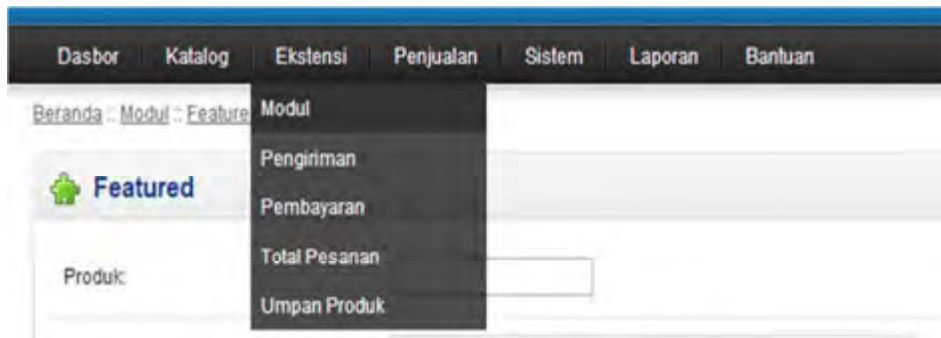 Dasbor Katalog Ekstensi Penjualan Sistem Laporan Bantuan
Beranda :: Modul :: Feature
Modul
Pengiriman
Featured
Pembayaran
Total Pesanan
Produk:
Umpan Produk